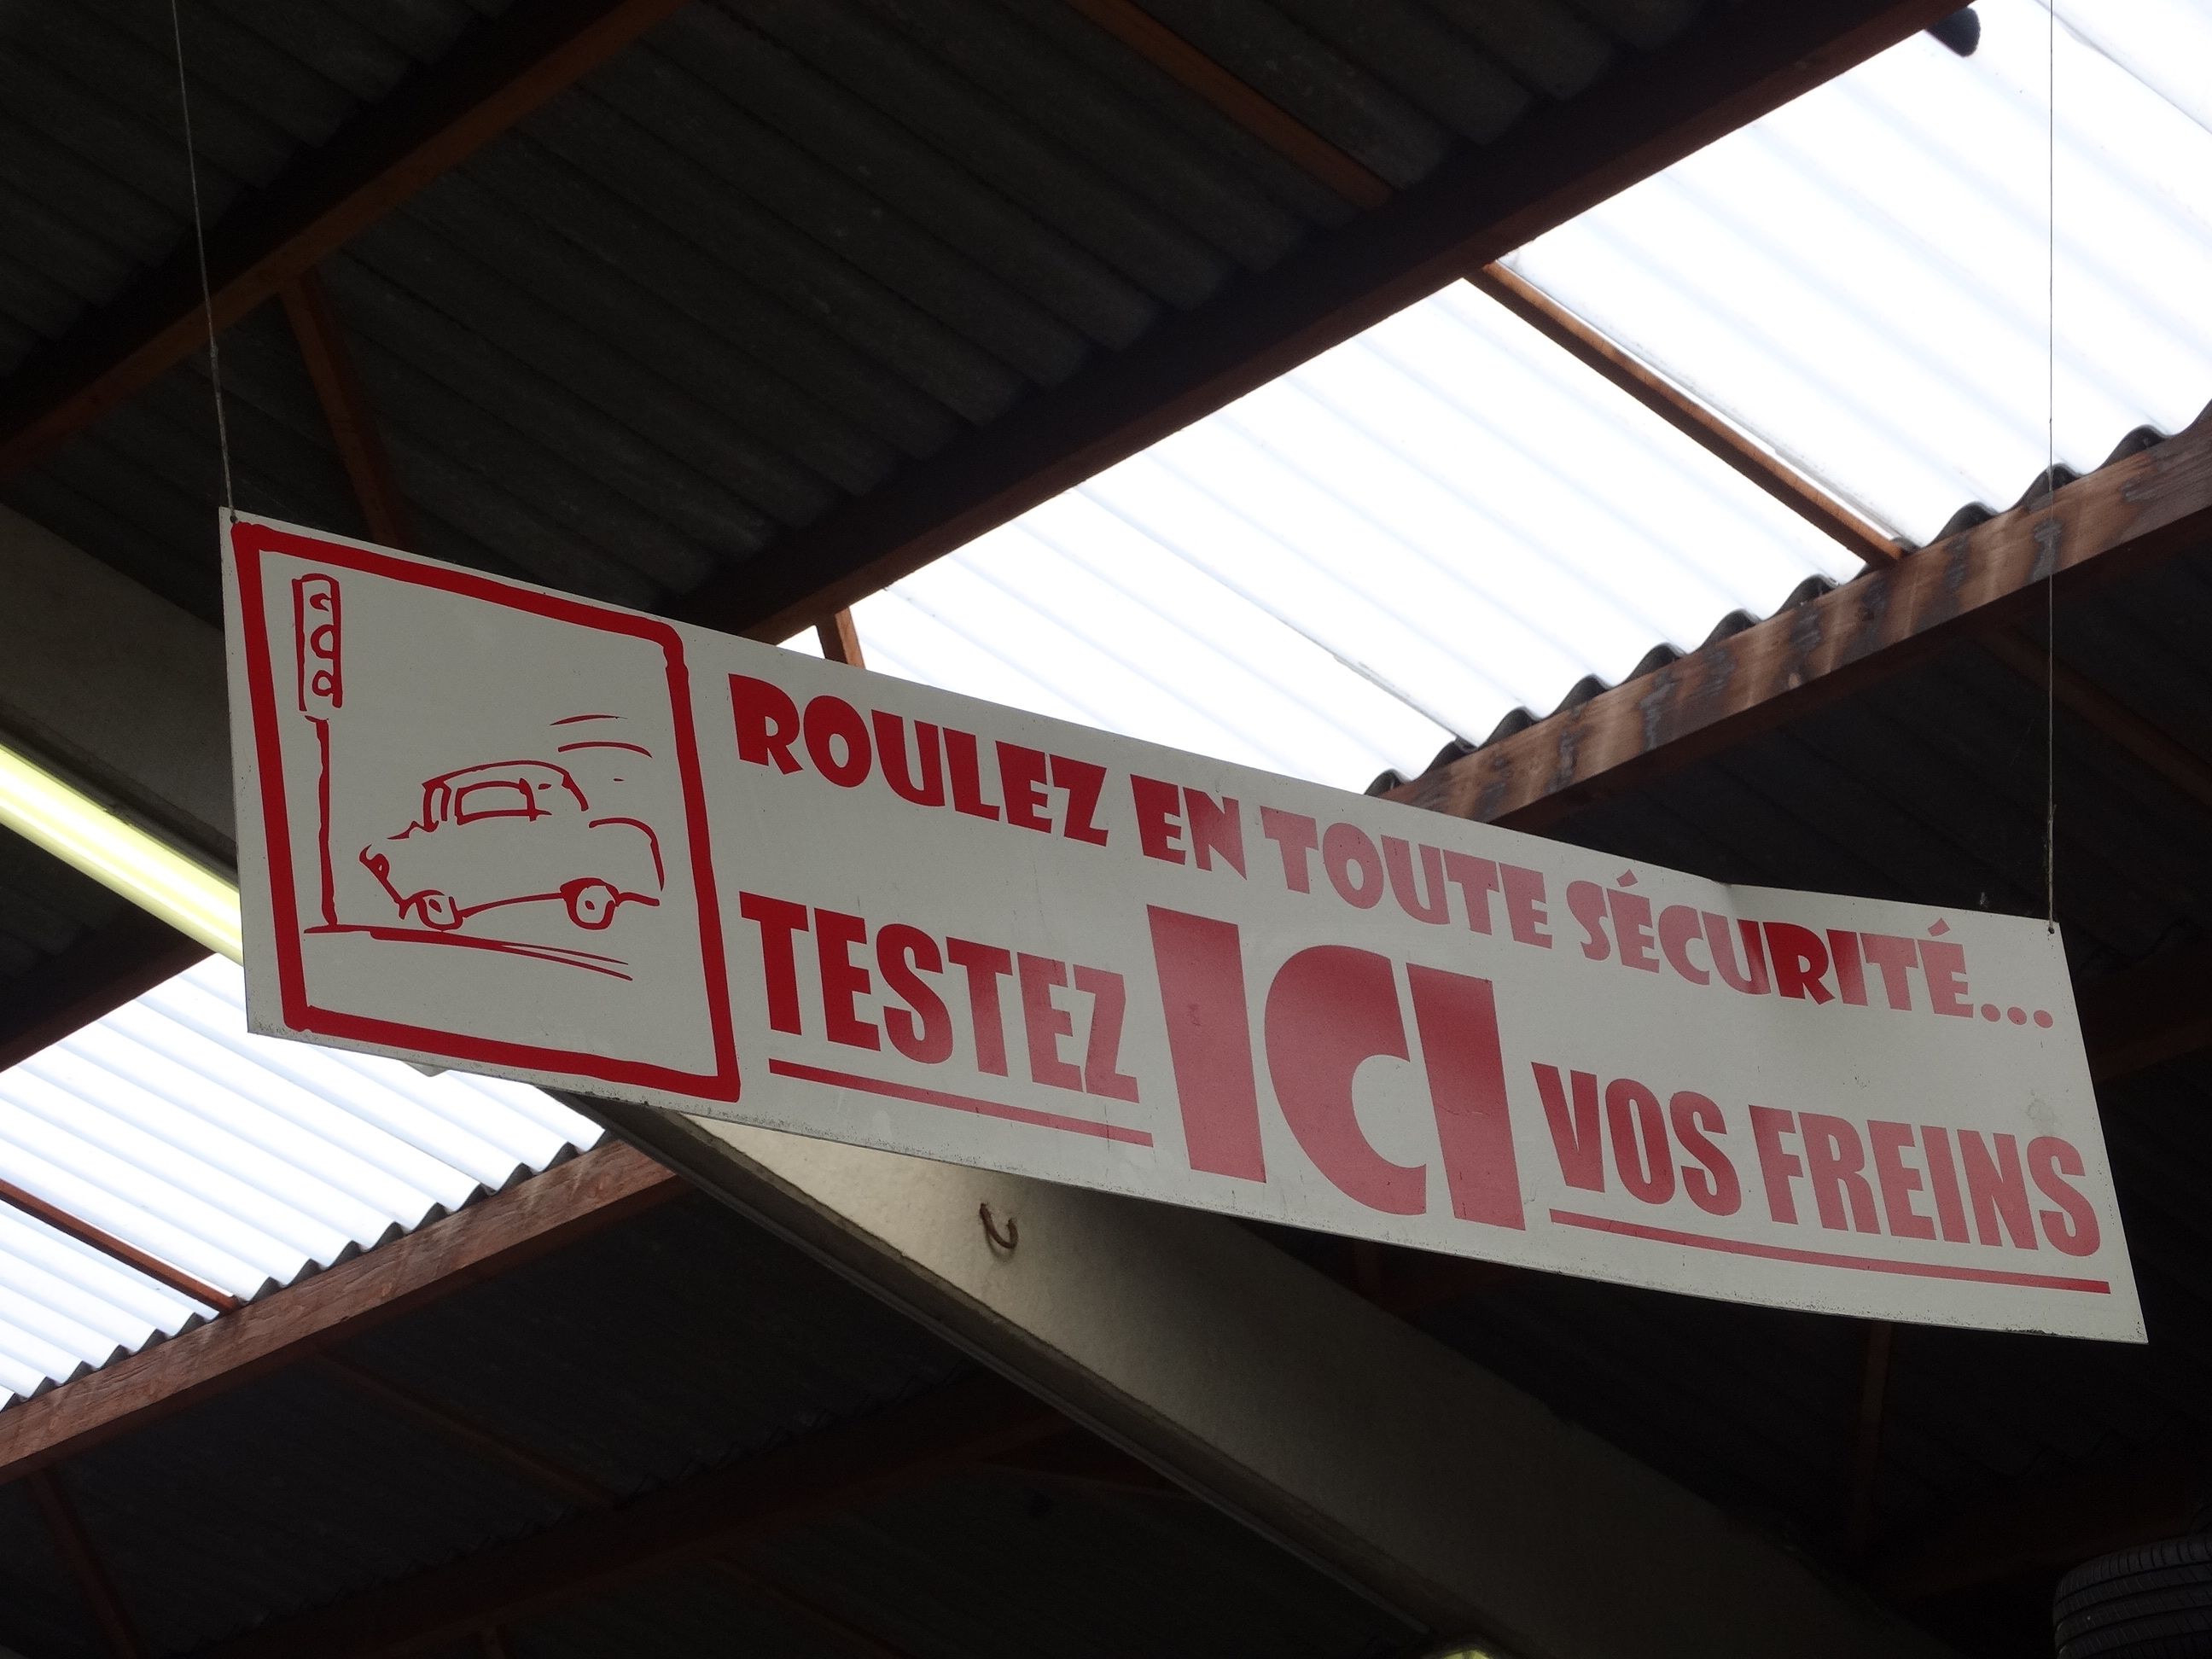 ROULEZ EN TOUTE SÉCURITÉ...
TESTEZ ICI VOS FREINS